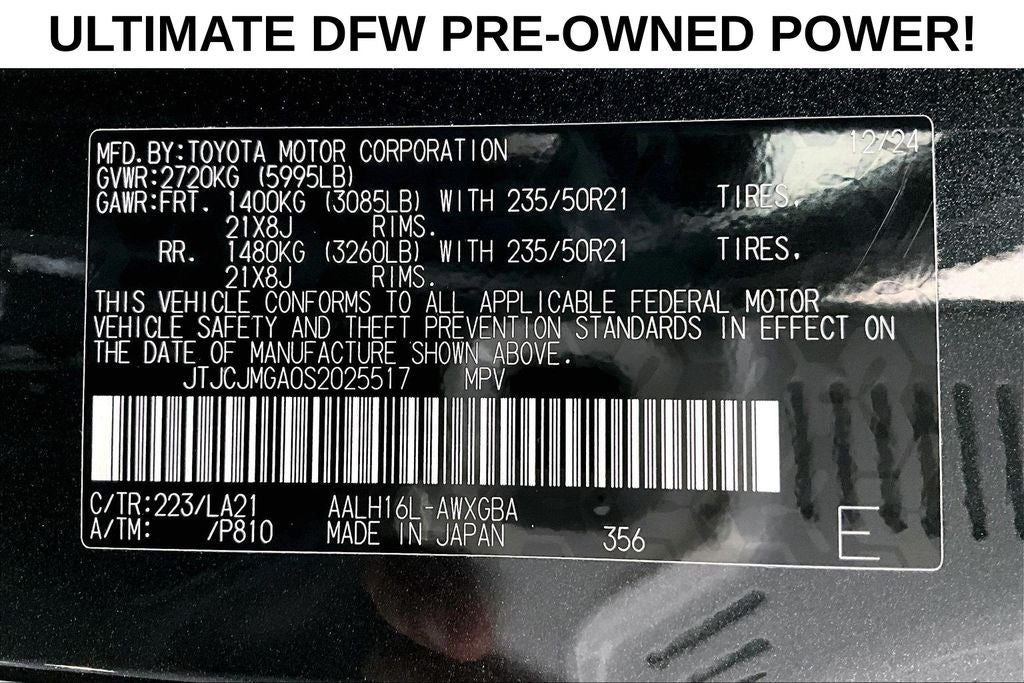 ULTIMATE DFW PRE-OWNED POWER!
12/24
MFD.BY:TOYOTA MOTOR CORPORATION
GVWR:2720KG (5995LB)
GAWR:FRT. 1400KG (3085LB) WITH 235/50R21 TIRES,
21X8J RIMS.
RR. 1480KG (3260LB) WITH 235/50R21 TIRES,
21X8J RIMS.
THIS VEHICLE CONFORMS TO ALL APPLICABLE FEDERAL MOTOR
VEHICLE SAFETY AND THEFT PREVENTION STANDARDS IN EFFECT ON
THE DATE OF MANUFACTURE SHOWN ABOVE.
JTJCJMGA0S2025517 MPV
C/TR:223/LA21 AALH16L-AWXGBA
A/TM: /P810 MADE IN JAPAN 356 E